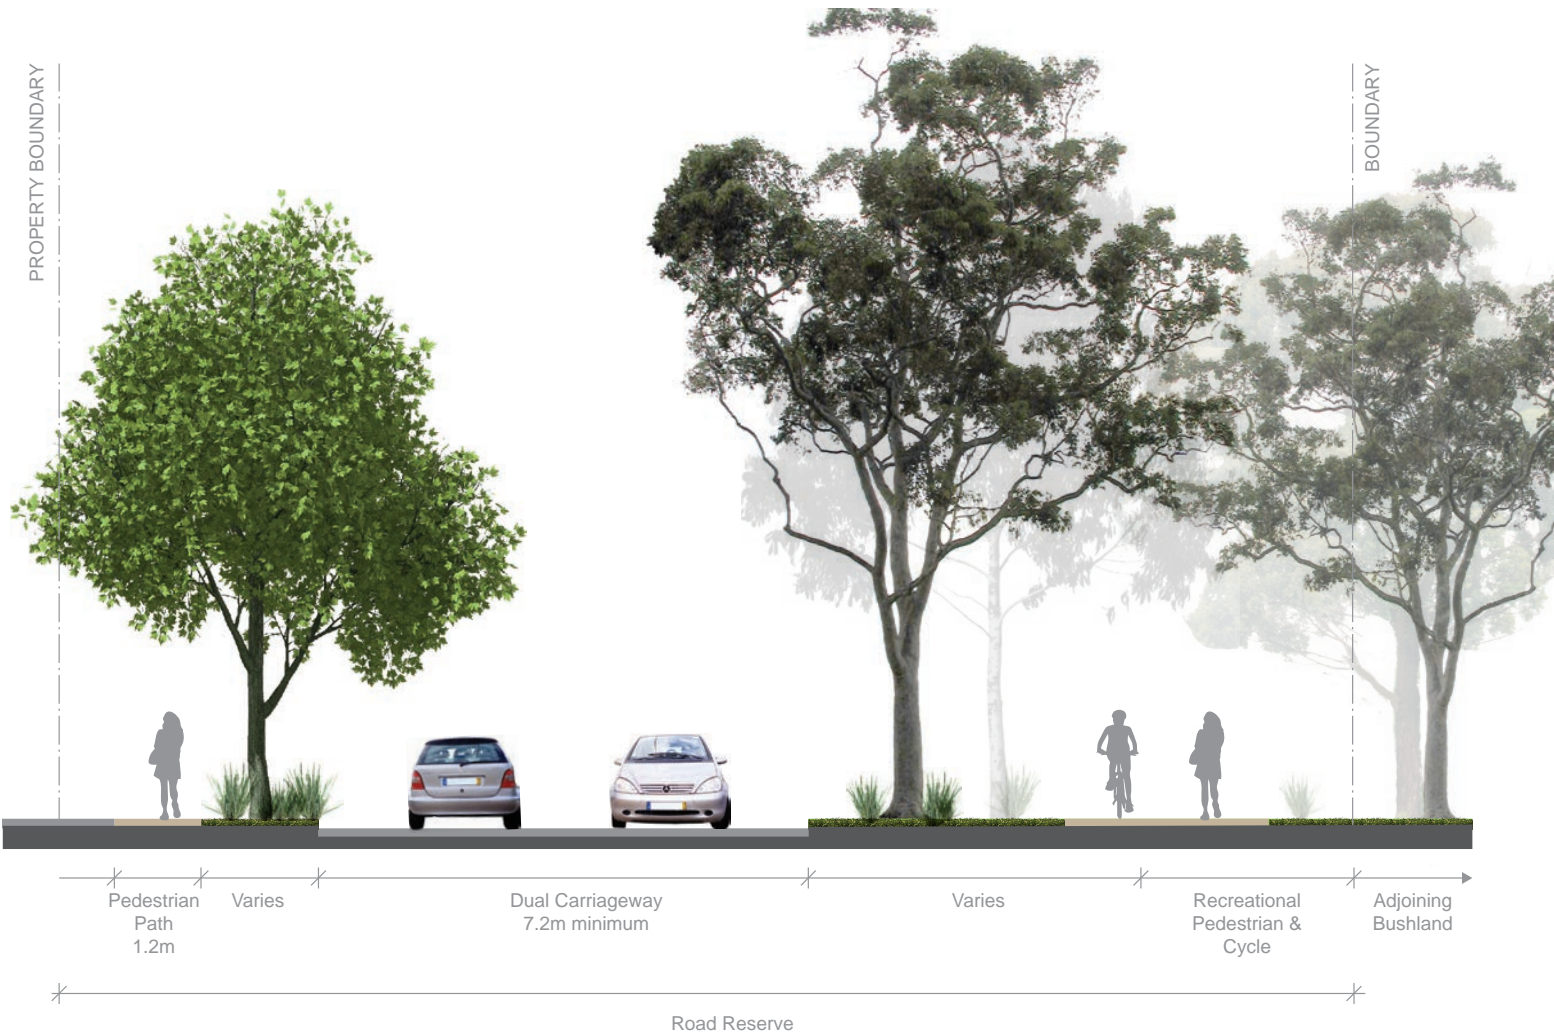 PROPERTY BOUNDARY
BOUNDARY
Pedestrian
Path
1.2m
Varies
Dual Carriageway
7.2m minimum
Varies
Recreational
Pedestrian &
Cycle
Adjoining
Bushland
Road Reserve